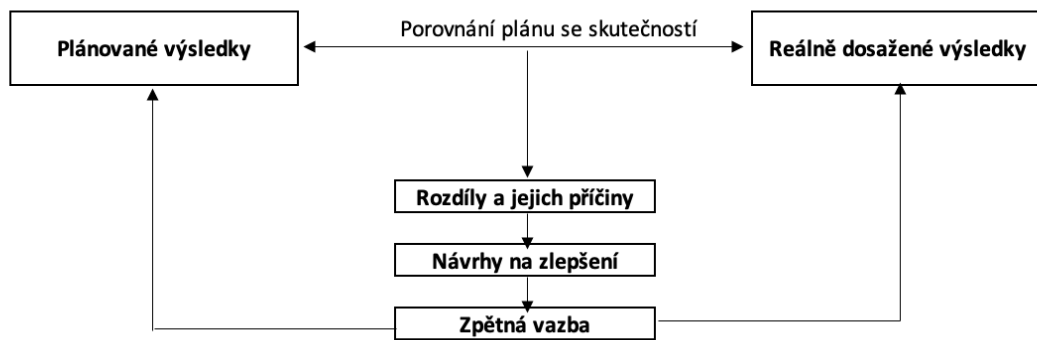 Porovnání plánu se skutečností
Plánované výsledky
Reálně dosažené výsledky
Rozdíly a jejich příčiny
Návrhy na zlepšení
Zpětná vazba